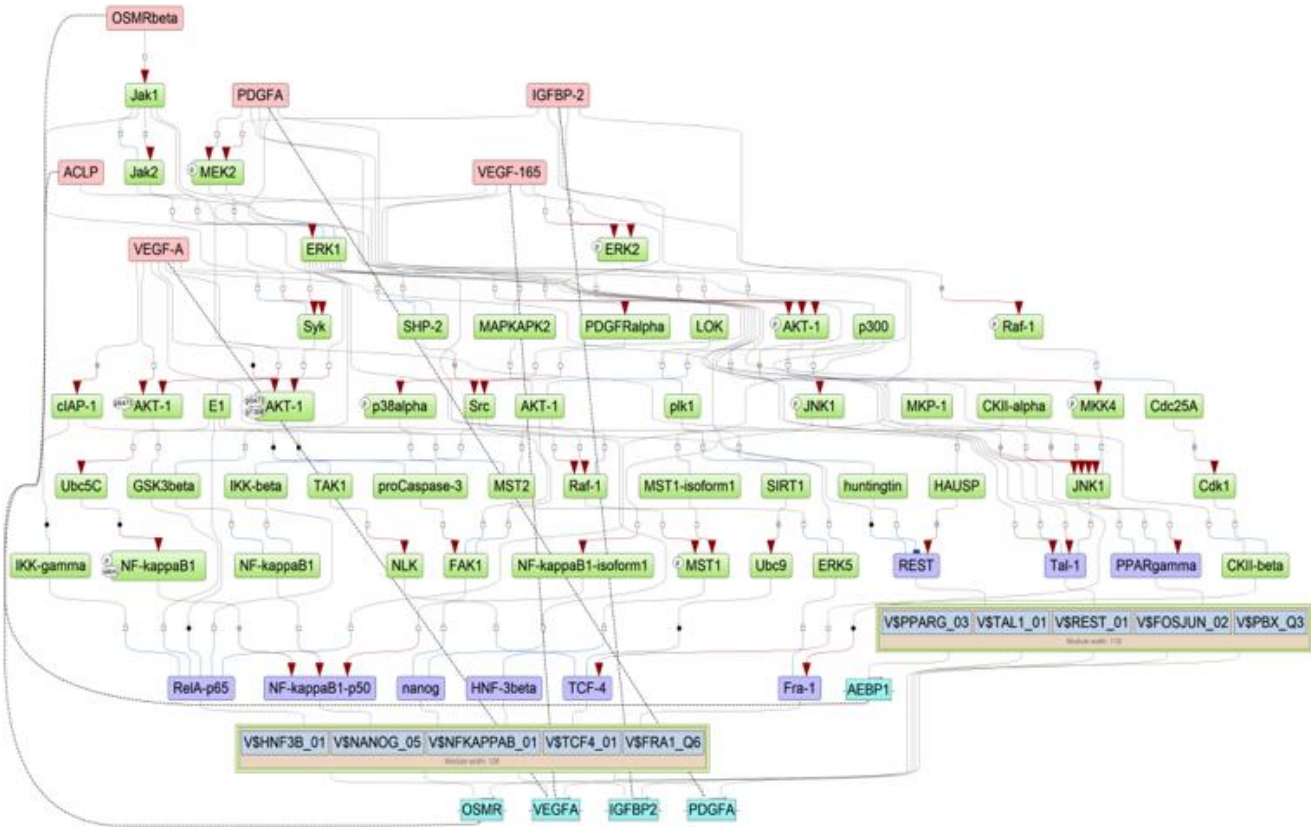 OSMRbeta
Jak1
PDGFA
IGFBP-2
ACLP
Jak2
p
MEK2
VEGF-165
VEGF-A
ERK1
p
ERK2
Syk
SHP-2
MAPKAPK2
PDGFRalpha
LOK
p
AKT-1
p300
p
Raf-1
cIAP-1
AKT-1
E1
AKT-1
p
p38alpha
Src
AKT-1
plk1
p
JNK1
MKP-1
CKII-alpha
p
MKK4
Cdc25A
Ubc5C
GSK3beta
IKK-beta
TAK1
proCaspase-3
MST2
Raf-1
MST1-isoform1
SIRT1
huntingtin
HAUSP
JNK1
Cdk1
IKK-gamma
p
NF-kappaB1
NF-kappaB1
NLK
FAK1
NF-kappaB1-isoform1
p
MST1
Ubc9
ERK5
REST
Tal-1
PPARgamma
CKII-beta
V$PPARG_03
V$TAL1_01
V$REST_01
V$FOSJUN_02
V$PBX_Q3
RelA-p65
NF-kappaB1-p50
nanog
HNF-3beta
TCF-4
Fra-1
AEBP1
V$HNF3B_01
V$NANOG_05
V$NFKAPPAB_01
V$TCF4_01
V$FRA1_Q6
OSMR
VEGFA
IGFBP2
PDGFA